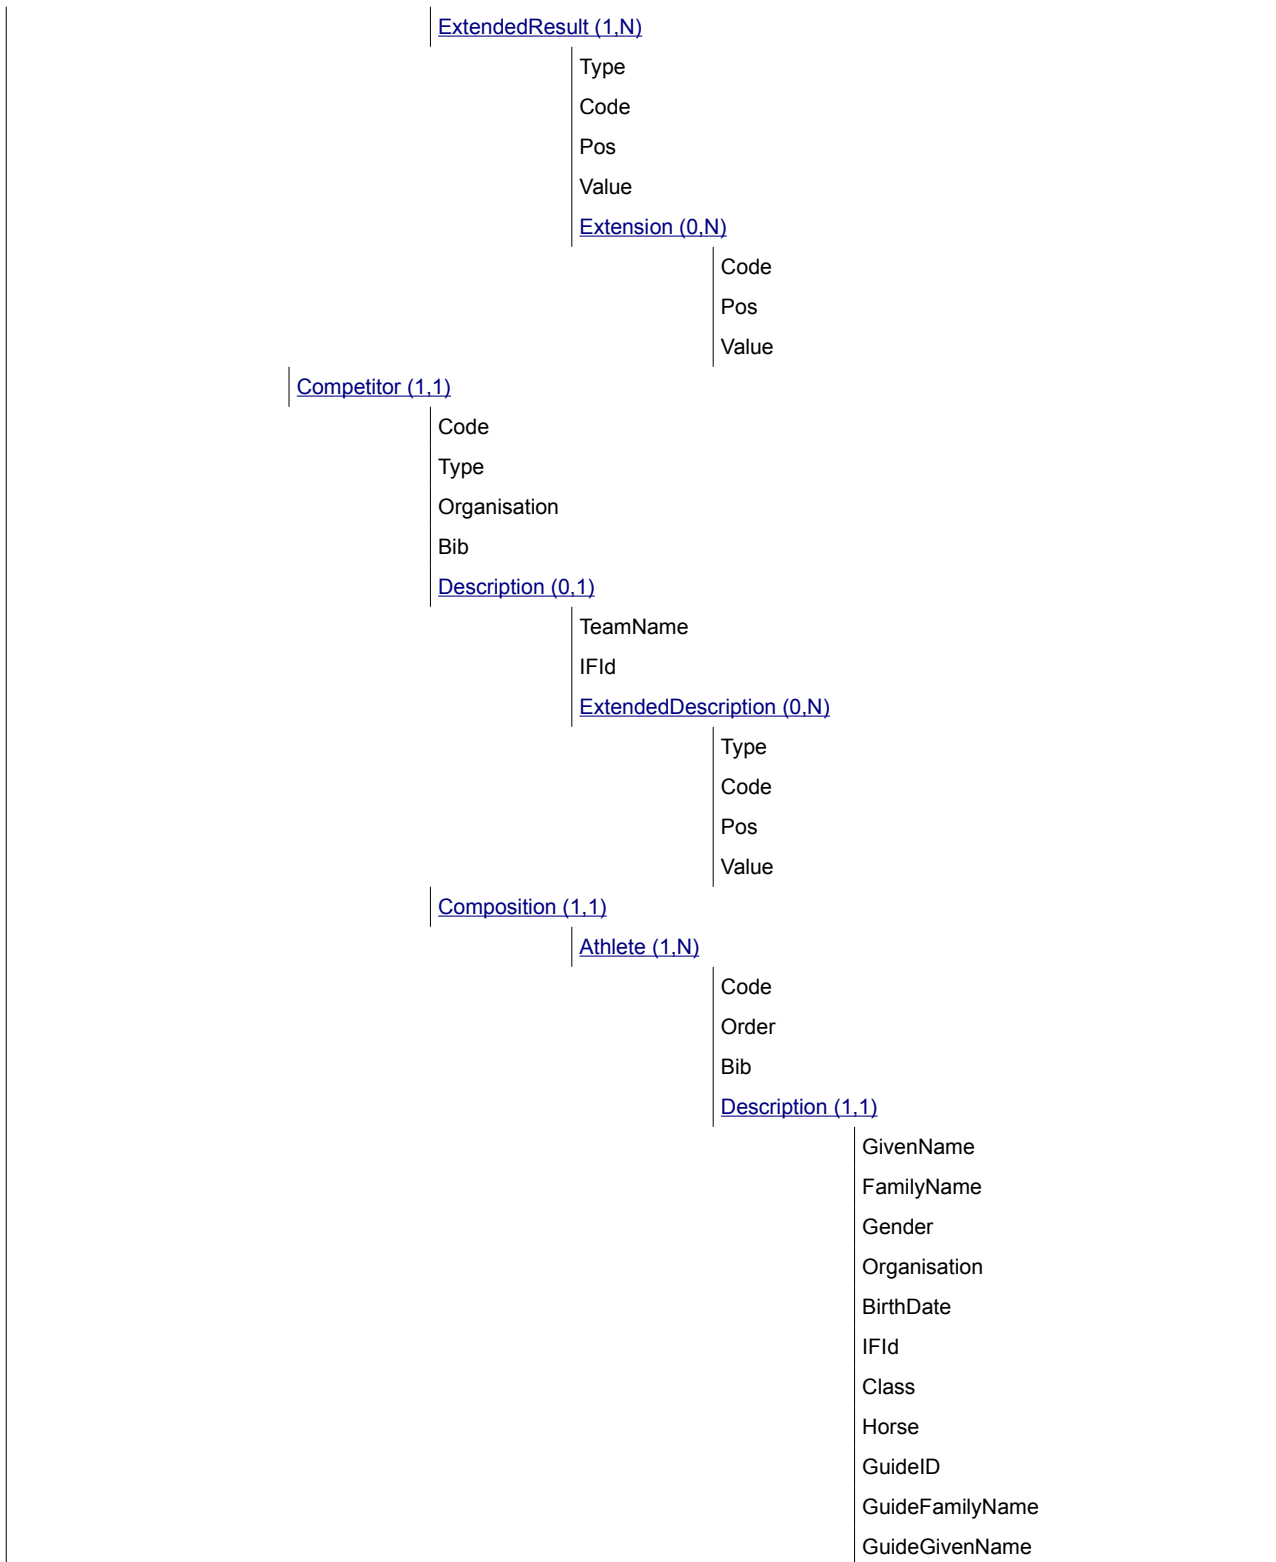 ExtendedResult (1,N)
Type
Code
Pos
Value
Extension (0,N)
Code
Pos
Value
Competitor (1,1)
Code
Type
Organisation
Bib
Description (0,1)
TeamName
IFId
ExtendedDescription (0,N)
Type
Code
Pos
Value
Composition (1,1)
Athlete (1,N)
Code
Order
Bib
Description (1,1)
GivenName
FamilyName
Gender
Organisation
BirthDate
IFId
Class
Horse
GuideID
GuideFamilyName
GuideGivenName